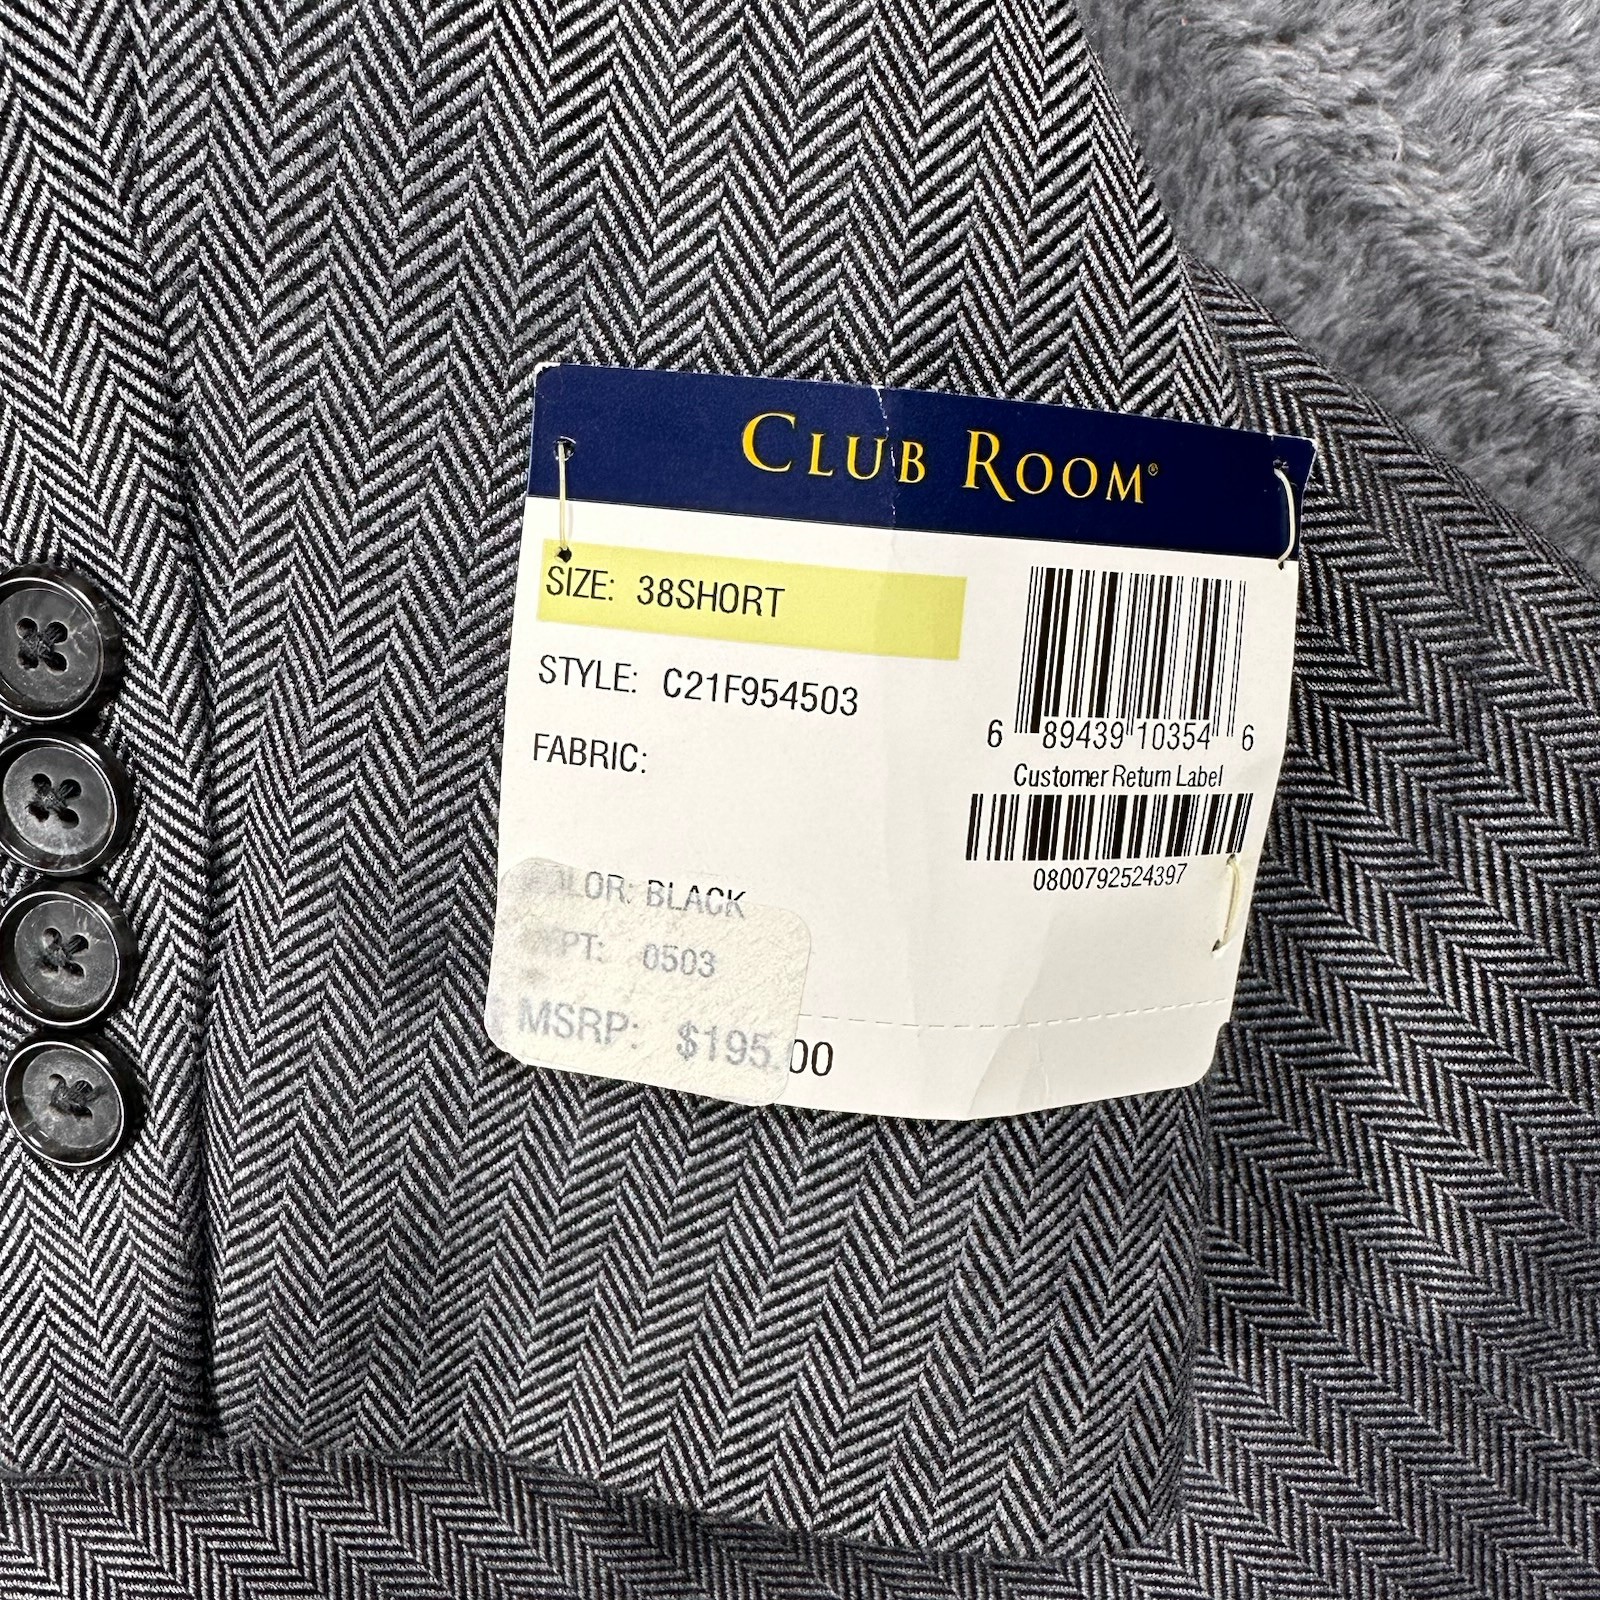 CLUB ROOM®
SIZE: 38SHORT
STYLE: C21F954503
FABRIC:
6 89439 10354 6
Customer Return Label
0800792524397
BLACK
0503
MSRP: $195.00